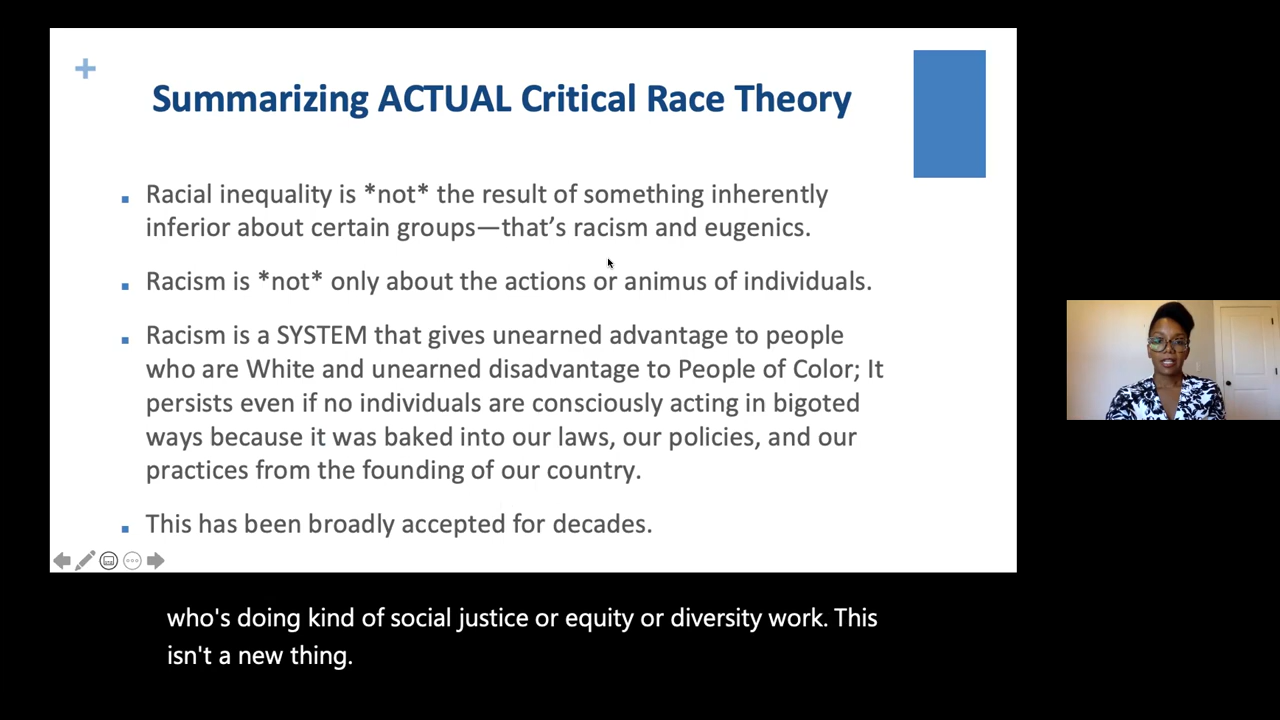 Summarizing ACTUAL Critical Race Theory
Racial inequality is *not* the result of something inherently
inferior about certain groups—that’s racism and eugenics.
Racism is *not* only about the actions or animus of individuals.
Racism is a SYSTEM that gives unearned advantage to people
who are White and unearned disadvantage to People of Color; It
persists even if no individuals are consciously acting in bigoted
ways because it was baked into our laws, our policies, and our
practices from the founding of our country.
This has been broadly accepted for decades.
who's doing kind of social justice or equity or diversity work. This
isn't a new thing.